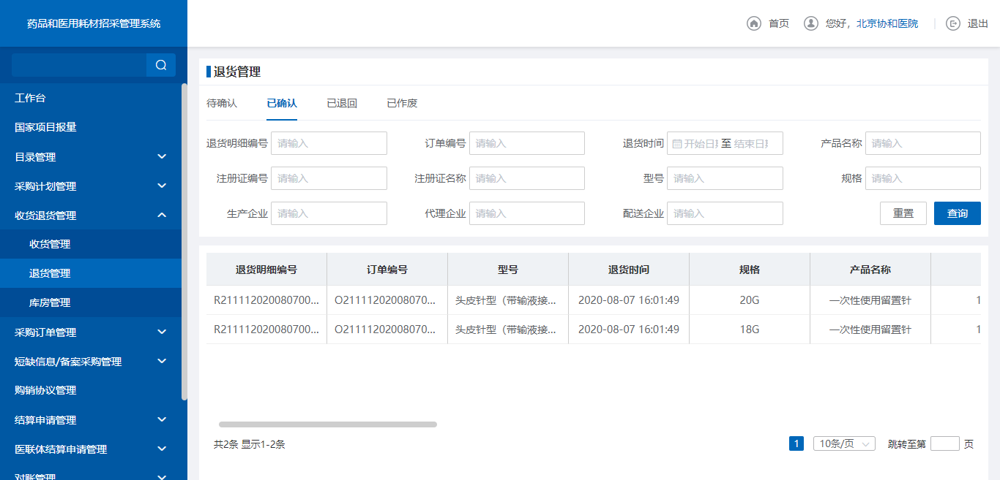 药品和医用耗材招采管理系统
首页 您好，北京协和医院 退出
工作台
国家项目报量
目录管理
采购计划管理
收货退货管理
收货管理
退货管理
库房管理
采购订单管理
短缺信息/备案采购管理
购销协议管理
结算申请管理
医联体结算申请管理
对账管理
退货管理
待确认 已确认 已退回 已作废
退货明细编号 请输入 订单编号 请输入 退货时间 开始日期 至 结束日期 产品名称 请输入
注册证编号 请输入 注册证名称 请输入 型号 请输入 规格 请输入
生产企业 请输入 代理企业 请输入 配送企业 请输入 重置 查询
退货明细编号 订单编号 型号 退货时间 规格 产品名称
R211112020080700... O21111202008070... 头皮针型（带输液接... 2020-08-07 16:01:49 20G 一次性使用留置针 1
R211112020080700... O21111202008070... 头皮针型（带输液接... 2020-08-07 16:01:49 18G 一次性使用留置针 1
共2条 显示1-2条 1 10条/页 跳转至第 页